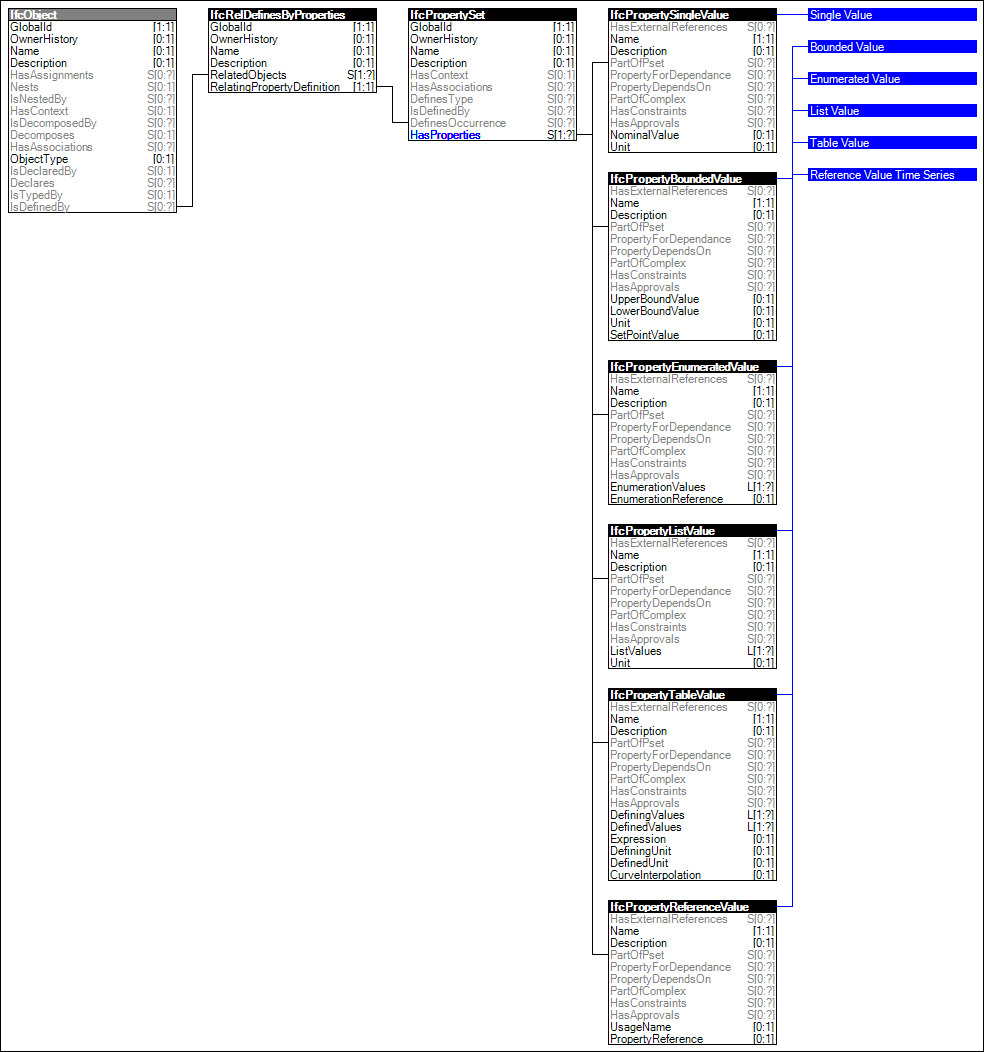 IfcObject
GlobalId [1:1]
OwnerHistory [0:1]
Name [0:1]
Description [0:1]
HasAssignments S[0:?]
Nests S[0:1]
IsNestedBy S[0:?]
HasContext S[0:1]
IsDecomposedBy S[0:?]
Decomposes S[0:1]
HasAssociations S[0:?]
ObjectType [0:1]
IsDeclaredBy S[0:1]
Declares S[0:?]
IsTypedBy S[0:1]
IsDefinedBy S[0:?]
IfcRelDefinesByProperties
GlobalId [1:1]
OwnerHistory [0:1]
Name [0:1]
Description [0:1]
RelatedObjects S[1:?]
RelatingPropertyDefinition [1:1]
IfcPropertySet
GlobalId [1:1]
OwnerHistory [0:1]
Name [0:1]
Description [0:1]
HasContext S[0:1]
HasAssociations S[0:?]
DefinesType S[0:?]
IsDefinedBy S[0:?]
DefinesOccurrence S[0:?]
HasProperties S[1:?]
IfcPropertySingleValue
HasExternalReferences S[0:?]
Name [1:1]
Description [0:1]
PartOfPset S[0:?]
PropertyForDependance S[0:?]
PropertyDependsOn S[0:?]
PartOfComplex S[0:?]
HasConstraints S[0:?]
HasApprovals S[0:?]
NominalValue [0:1]
Unit [0:1]
IfcPropertyBoundedValue
HasExternalReferences S[0:?]
Name [1:1]
Description [0:1]
PartOfPset S[0:?]
PropertyForDependance S[0:?]
PropertyDependsOn S[0:?]
PartOfComplex S[0:?]
HasConstraints S[0:?]
HasApprovals S[0:?]
UpperBoundValue [0:1]
LowerBoundValue [0:1]
Unit [0:1]
SetPointValue [0:1]
IfcPropertyEnumeratedValue
HasExternalReferences S[0:?]
Name [1:1]
Description [0:1]
PartOfPset S[0:?]
PropertyForDependance S[0:?]
PropertyDependsOn S[0:?]
PartOfComplex S[0:?]
HasConstraints S[0:?]
HasApprovals S[0:?]
EnumerationValues L[1:?]
EnumerationReference [0:1]
IfcPropertyListValue
HasExternalReferences S[0:?]
Name [1:1]
Description [0:1]
PartOfPset S[0:?]
PropertyForDependance S[0:?]
PropertyDependsOn S[0:?]
PartOfComplex S[0:?]
HasConstraints S[0:?]
HasApprovals S[0:?]
ListValues L[1:?]
Unit [0:1]
IfcPropertyTableValue
HasExternalReferences S[0:?]
Name [1:1]
Description [0:1]
PartOfPset S[0:?]
PropertyForDependance S[0:?]
PropertyDependsOn S[0:?]
PartOfComplex S[0:?]
HasConstraints S[0:?]
HasApprovals S[0:?]
DefiningValues L[1:?]
DefinedValues L[1:?]
Expression [0:1]
DefiningUnit [0:1]
DefinedUnit [0:1]
CurveInterpolation [0:1]
IfcPropertyReferenceValue
HasExternalReferences S[0:?]
Name [1:1]
Description [0:1]
PartOfPset S[0:?]
PropertyForDependance S[0:?]
PropertyDependsOn S[0:?]
PartOfComplex S[0:?]
HasConstraints S[0:?]
HasApprovals S[0:?]
UsageName [0:1]
PropertyReference [0:1]
Single Value
Bounded Value
Enumerated Value
List Value
Table Value
Reference Value Time Series